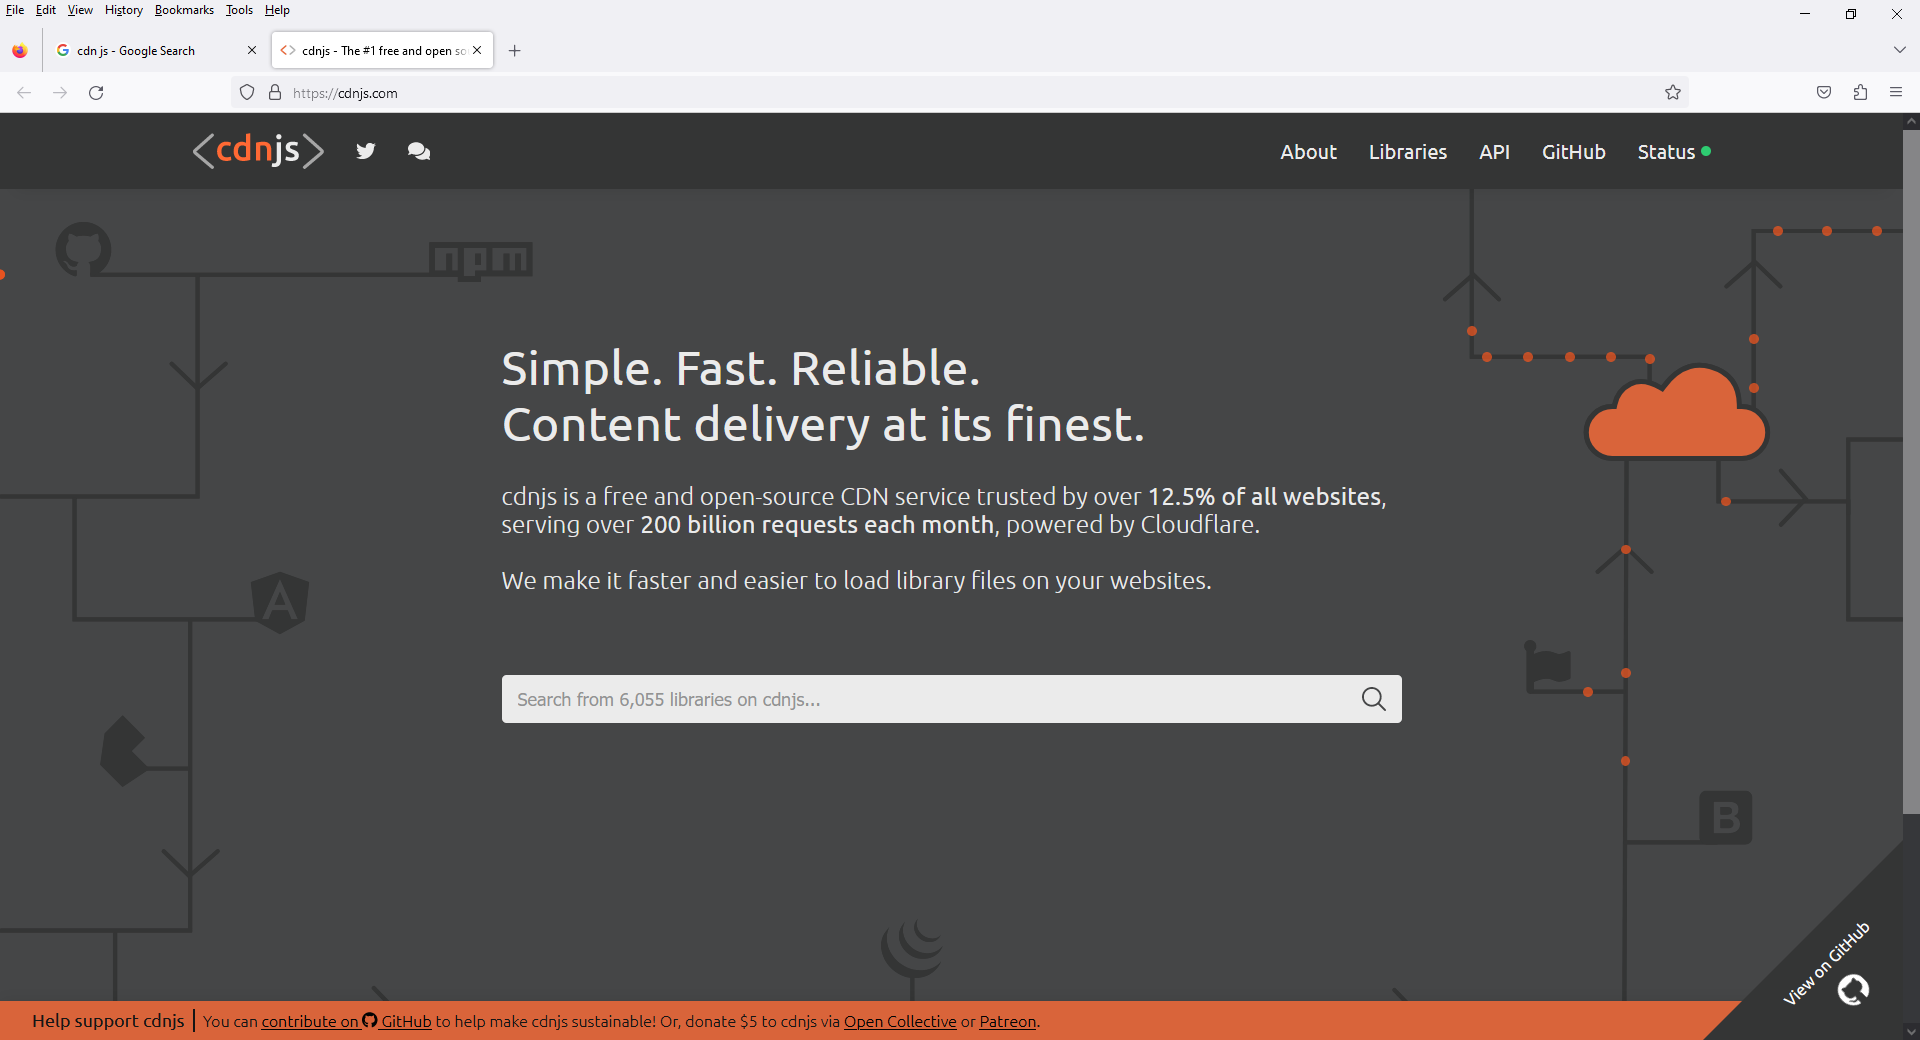 File Edit View History Bookmarks Tools Help
cdn js - Google Search
cdnjs - The #1 free and open so
https://cdnjs.com
<cdnjs>
About Libraries API GitHub Status
npm
Simple. Fast. Reliable.
Content delivery at its finest.
cdnjs is a free and open-source CDN service trusted by over 12.5% of all websites,
serving over 200 billion requests each month, powered by Cloudflare.
We make it faster and easier to load library files on your websites.
A
Search from 6,055 libraries on cdnjs...
B
View on GitHub
Help support cdnjs | You can contribute on GitHub to help make cdnjs sustainable! Or, donate $5 to cdnjs via Open Collective or Patreon.